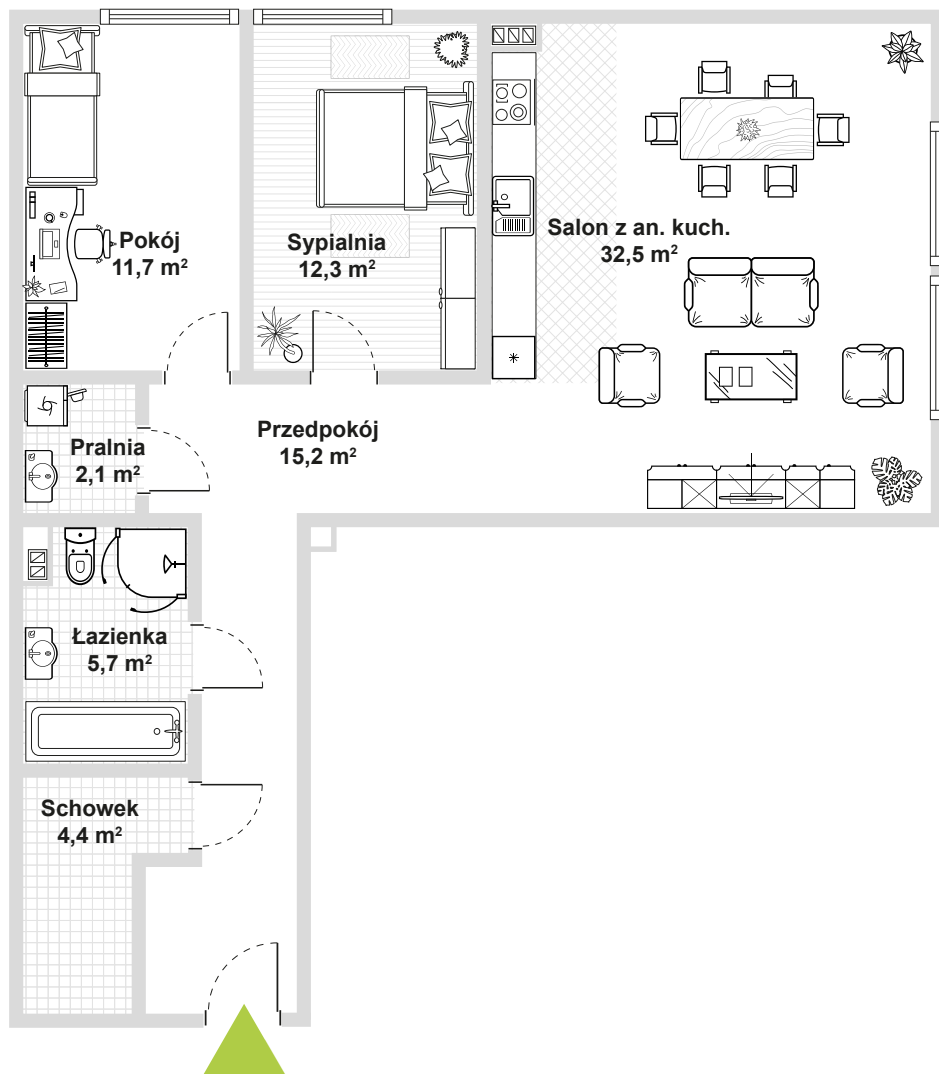 Pokój
11,7 m²
Sypialnia
12,3 m²
Salon z an. kuch.
32,5 m²
Przedpokój
15,2 m²
Pralnia
2,1 m²
Łazienka
5,7 m²
Schowek
4,4 m²